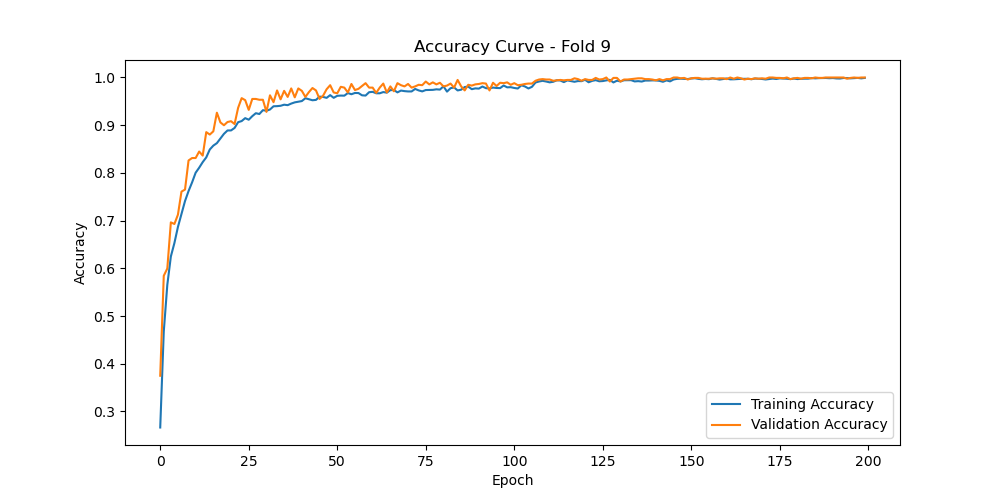 Accuracy Curve - Fold 9
Accuracy
1.0
0.9
0.8
0.7
0.6
0.5
0.4
0.3
Training Accuracy
Validation Accuracy
0 25 50 75 100 125 150 175 200
Epoch